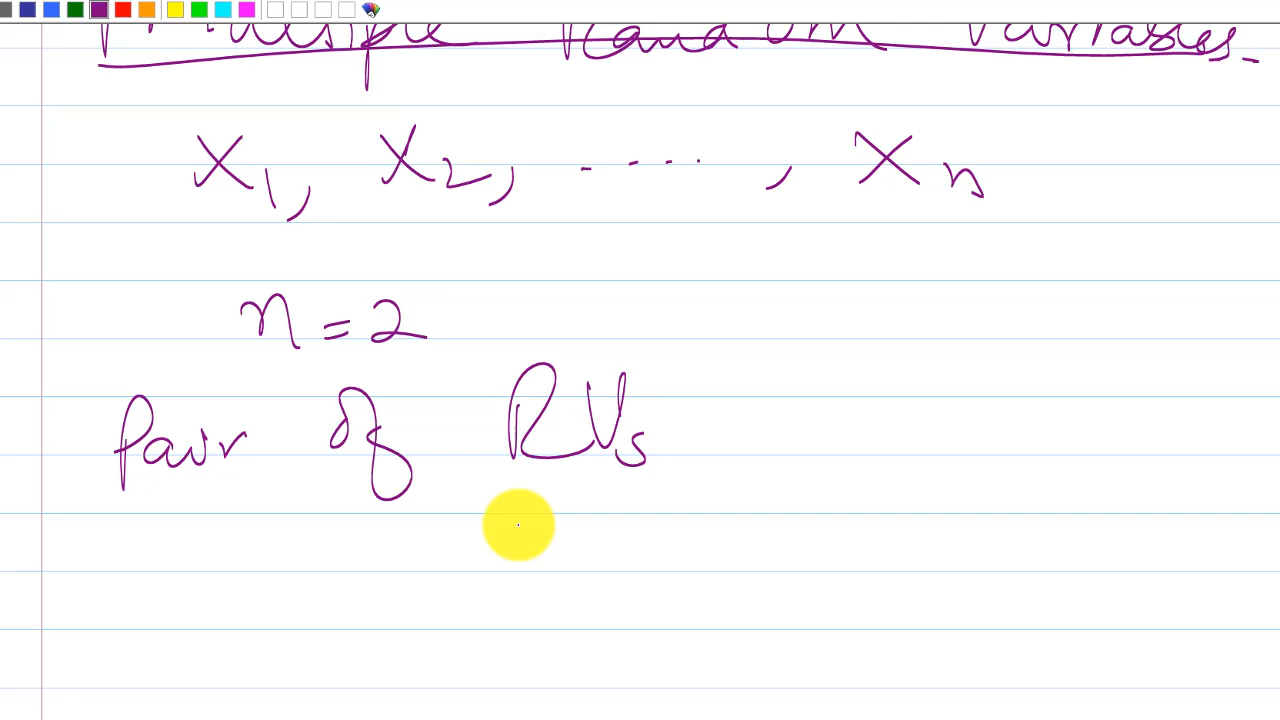 Multiple Random Variables.
X1, X2, ....., Xn
n = 2
Pair of RVs